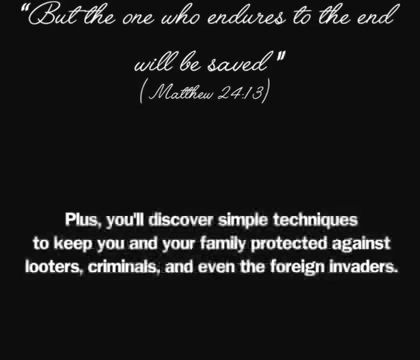 "But the one who endures to the end
will be saved"
(Matthew 24:13)
Plus, you'll discover simple techniques
to keep you and your family protected against
looters, criminals, and even the foreign invaders.